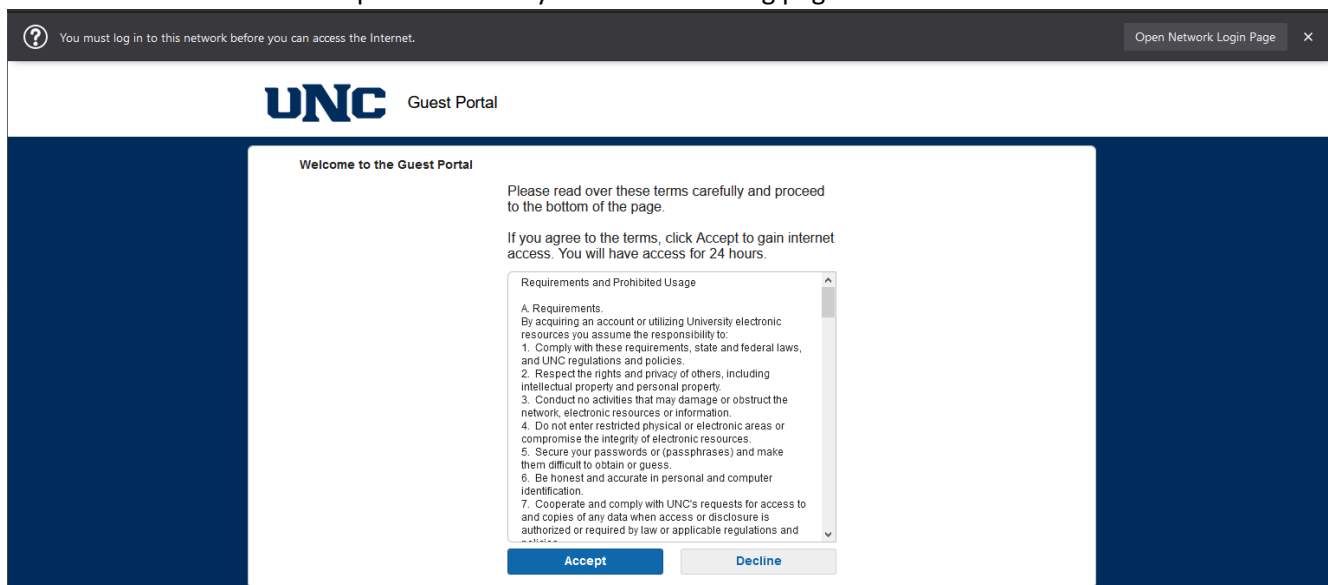 You must log in to this network before you can access the Internet.
Open Network Login Page
UNC Guest Portal
Welcome to the Guest Portal
Please read over these terms carefully and proceed
to the bottom of the page.
If you agree to the terms, click Accept to gain internet
access. You will have access for 24 hours.
Requirements and Prohibited Usage
A. Requirements.
By acquiring an account or utilizing University electronic
resources you assume the responsibility to:
1. Comply with these requirements, state and federal laws,
and UNC regulations and policies.
2. Respect the rights and privacy of others, including
intellectual property and personal property.
3. Conduct no activities that may damage or obstruct the
network, electronic resources or information.
4. Do not enter restricted physical or electronic areas or
compromise the integrity of electronic resources.
5. Secure your passwords or (passphrases) and make
them difficult to obtain or guess.
6. Be honest and accurate in personal and computer
identification.
7. Cooperate and comply with UNC's requests for access to
and copies of any data when access or disclosure is
authorized or required by law or applicable regulations and
Accept
Decline